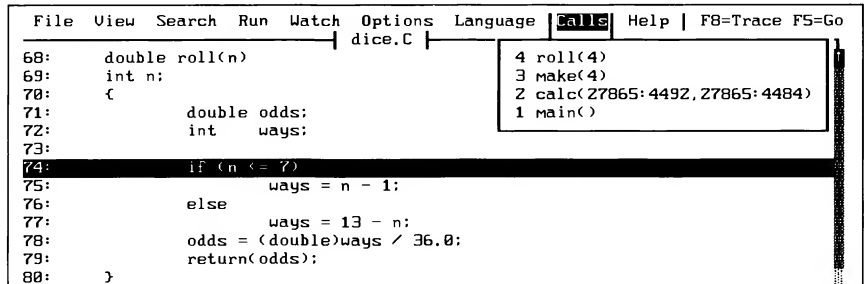 File View Search Run Watch Options Language Calls Help | F8=Trace F5=Go
dice.C
4 roll(4)
3 make(4)
2 calc(27865:4492,27865:4484)
1 main()
68: double roll(n)
69: int n;
70: {
71: double odds;
72: int ways;
73:
74: if (n <= 7)
75: ways = n - 1;
76: else
77: ways = 13 - n;
78: odds = (double)ways / 36.0;
79: return(odds);
80: }